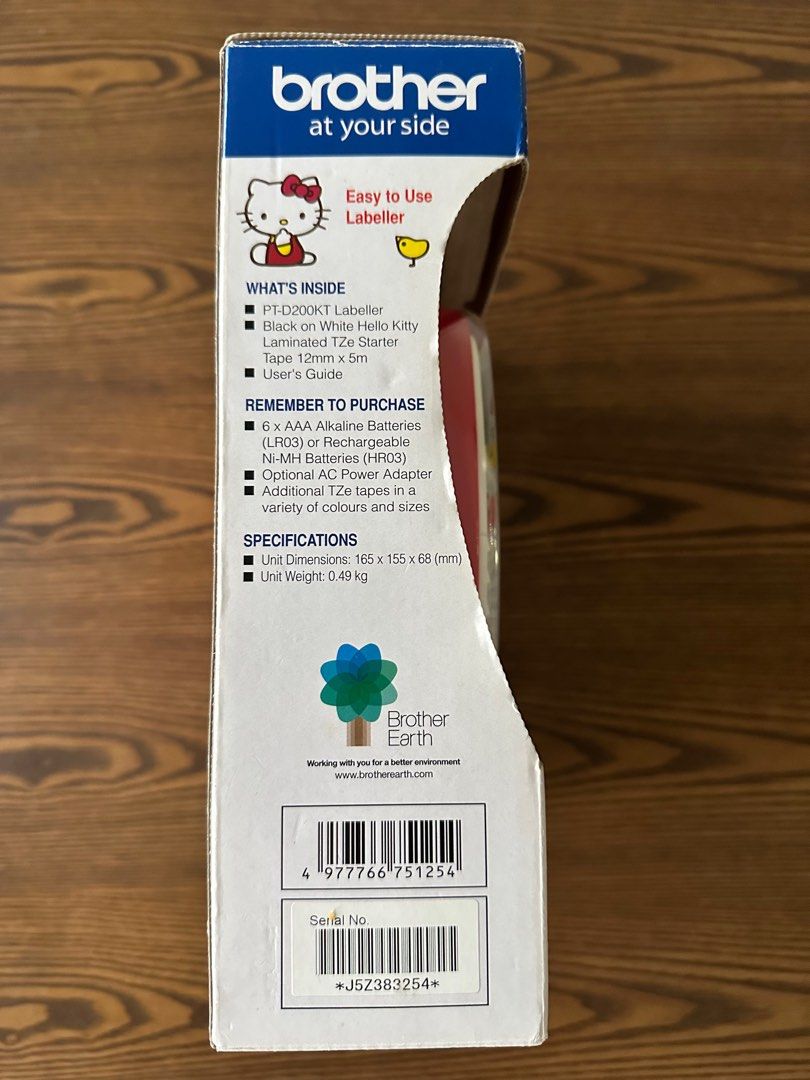 brother
at your side
Easy to Use
Labeller
WHAT'S INSIDE
■ PT-D200KT Labeller
■ Black on White Hello Kitty
Laminated TZe Starter
Tape 12mm x 5m
■ User's Guide
REMEMBER TO PURCHASE
■ 6 x AAA Alkaline Batteries
(LR03) or Rechargeable
Ni-MH Batteries (HR03)
■ Optional AC Power Adapter
■ Additional TZe tapes in a
variety of colours and sizes
SPECIFICATIONS
■ Unit Dimensions: 165 x 155 x 68 (mm)
■ Unit Weight: 0.49 kg
Brother
Earth
Working with you for a better environment
www.brotherearth.com
4 977766 751254
Serial No.
*J5Z383254*